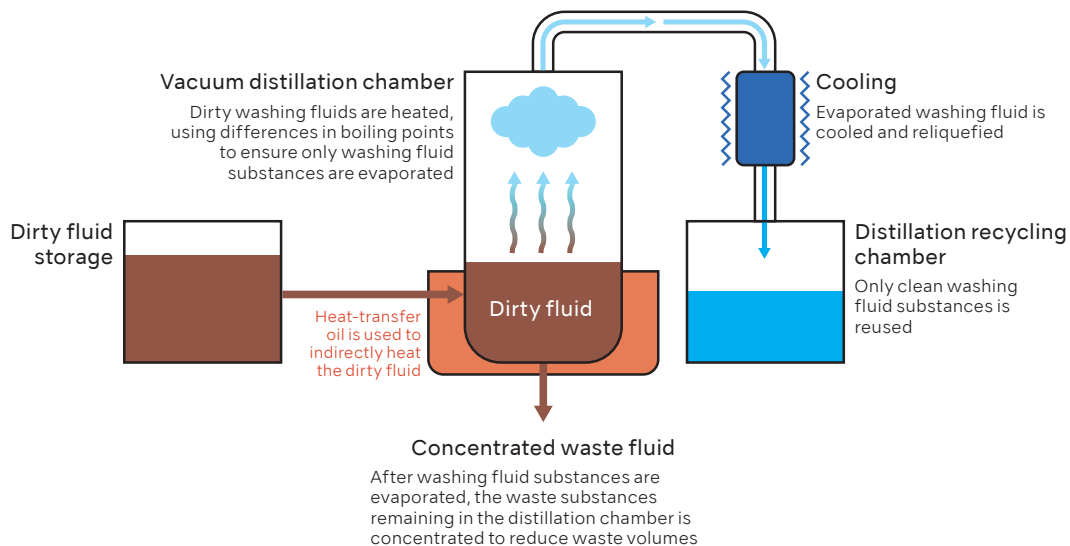 Vacuum distillation chamber
Dirty washing fluids are heated,
using differences in boiling points
to ensure only washing fluid
substances are evaporated
Cooling
Evaporated washing fluid is
cooled and reliquefied
Dirty fluid
storage
Distillation recycling
chamber
Only clean washing
fluid substances is
reused
Dirty fluid
Heat-transfer
oil is used to
indirectly heat
the dirty fluid
Concentrated waste fluid
After washing fluid substances are
evaporated, the waste substances
remaining in the distillation chamber is
concentrated to reduce waste volumes